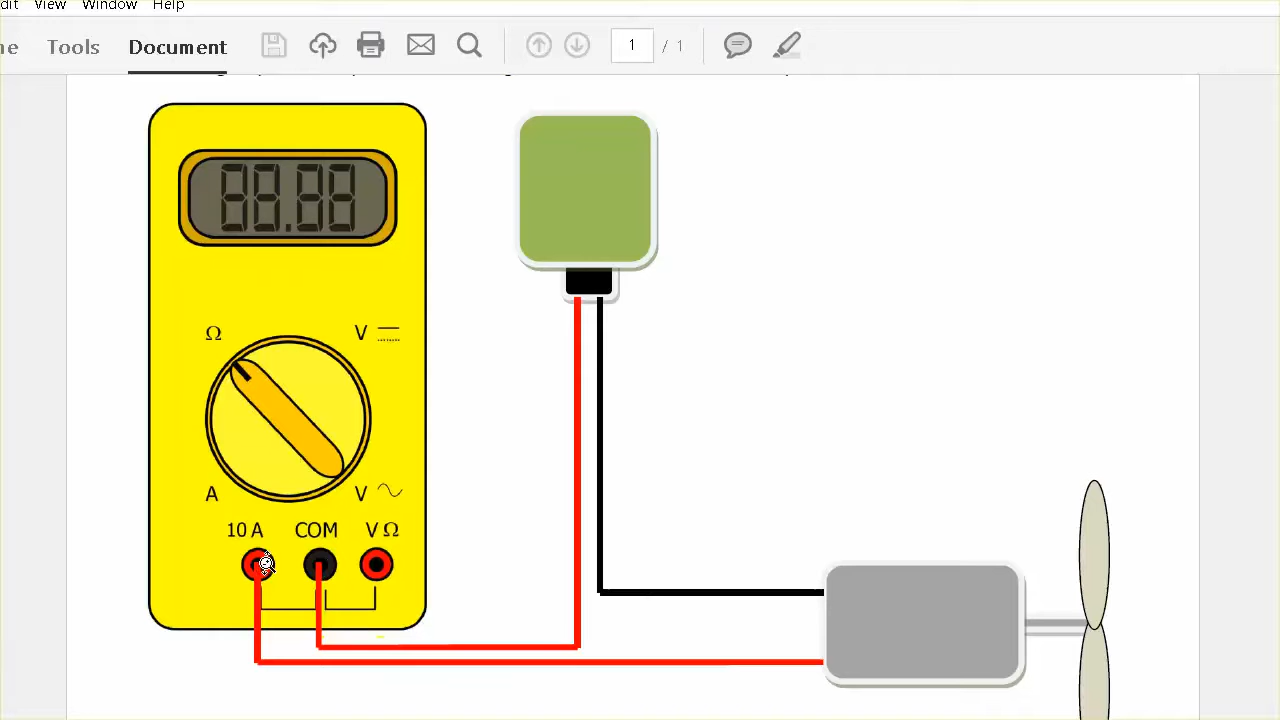 dit View Window Help
ne Tools Document 1 / 1
88.88
Ω V
A V
10 A COM V Ω